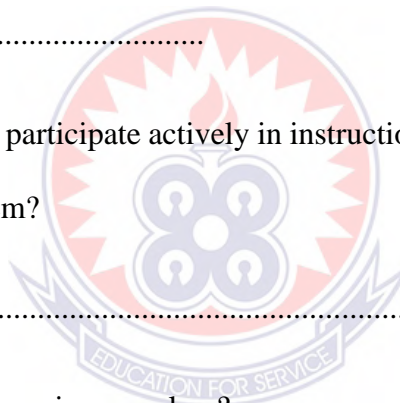 ..........................
participate actively in instructio
m?
..................................................
EDUCATION FOR SERVICE